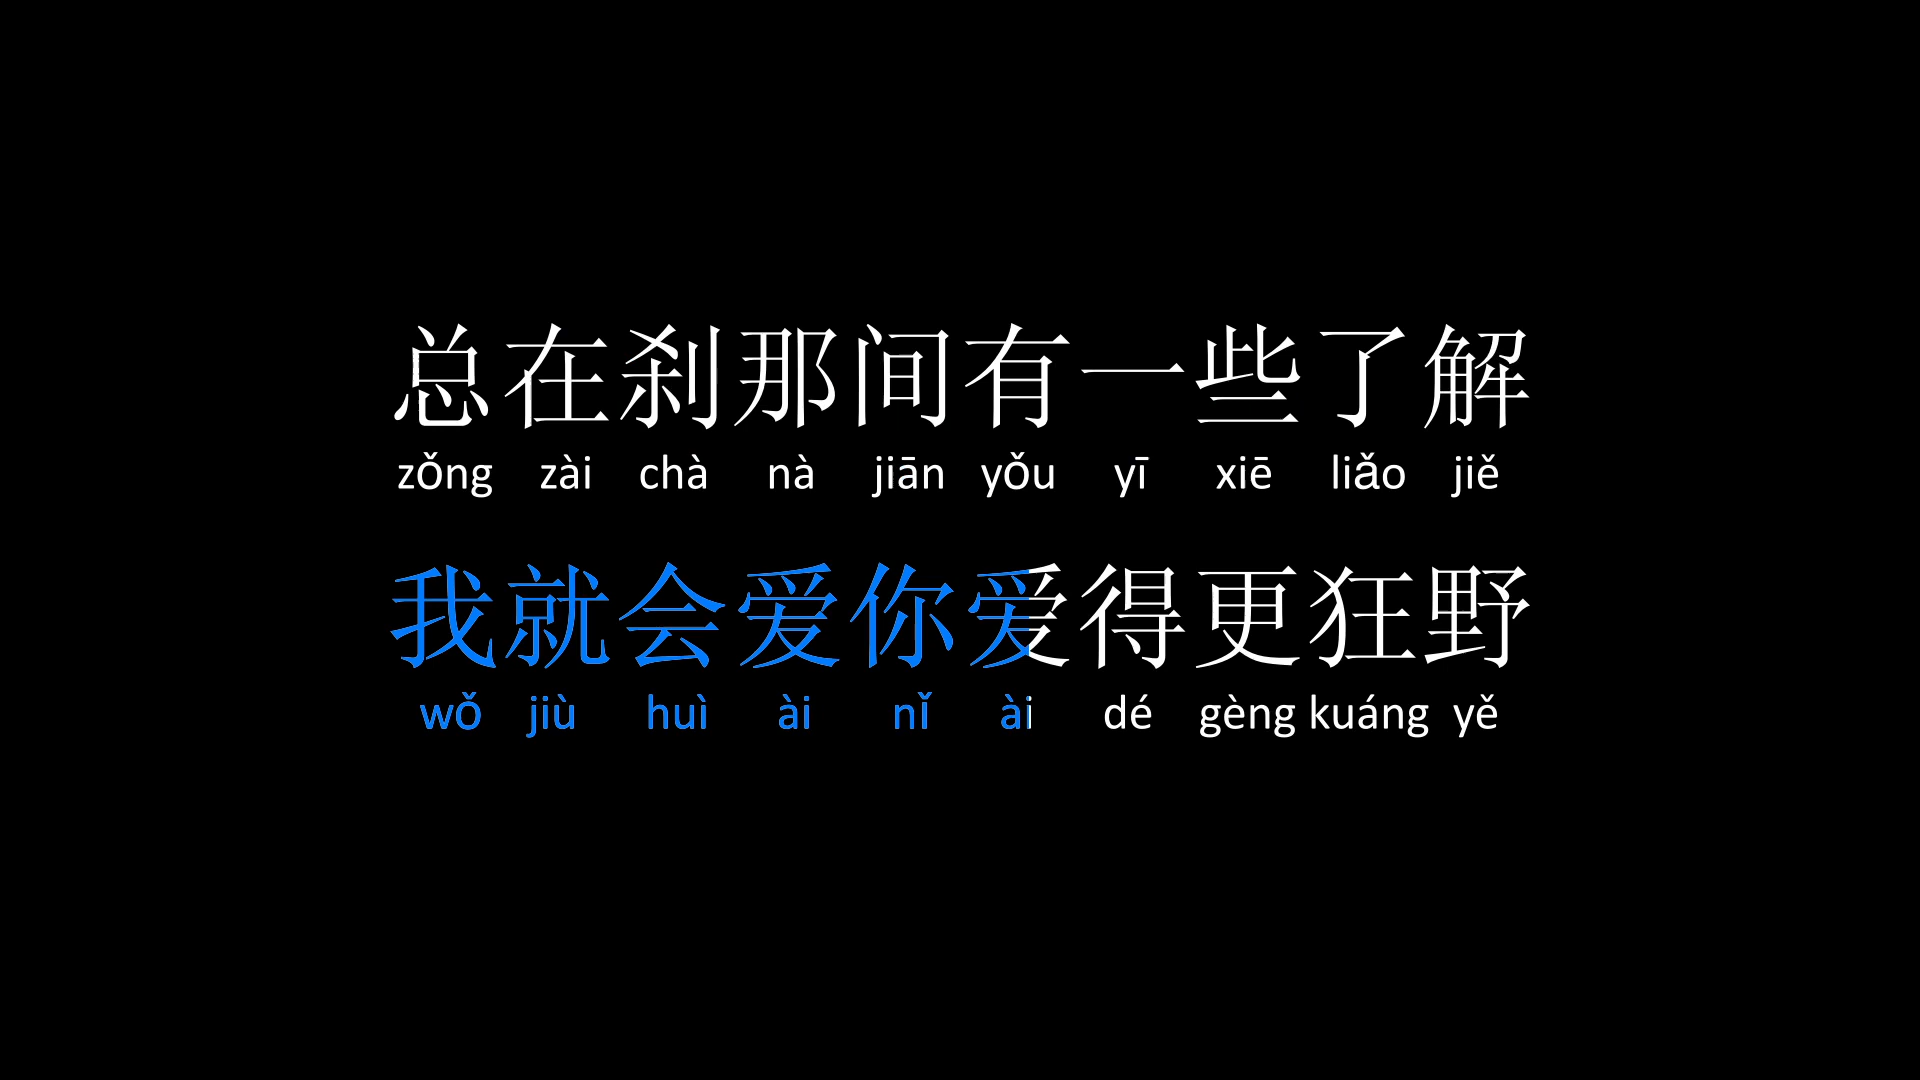 总在刹那间有一些了解
zǒng zài chà nà jiān yǒu yī xiē liǎo jiě
我就会爱你爱得更狂野
wǒ jiù huì ài nǐ ài dé gèng kuáng yě